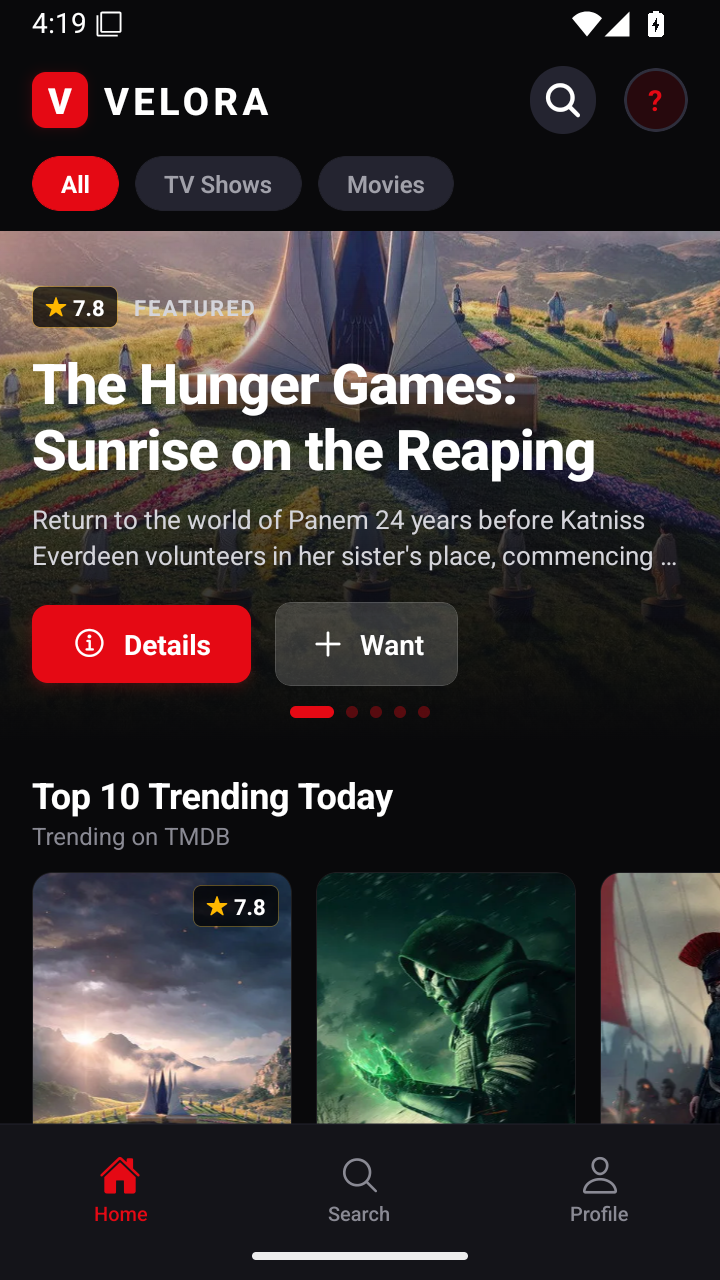 4:19
V VELORA
?
All TV Shows Movies
7.8 FEATURED
The Hunger Games:
Sunrise on the Reaping
Return to the world of Panem 24 years before Katniss
Everdeen volunteers in her sister's place, commencing ...
Details Want
Top 10 Trending Today
Trending on TMDB
7.8
Home Search Profile